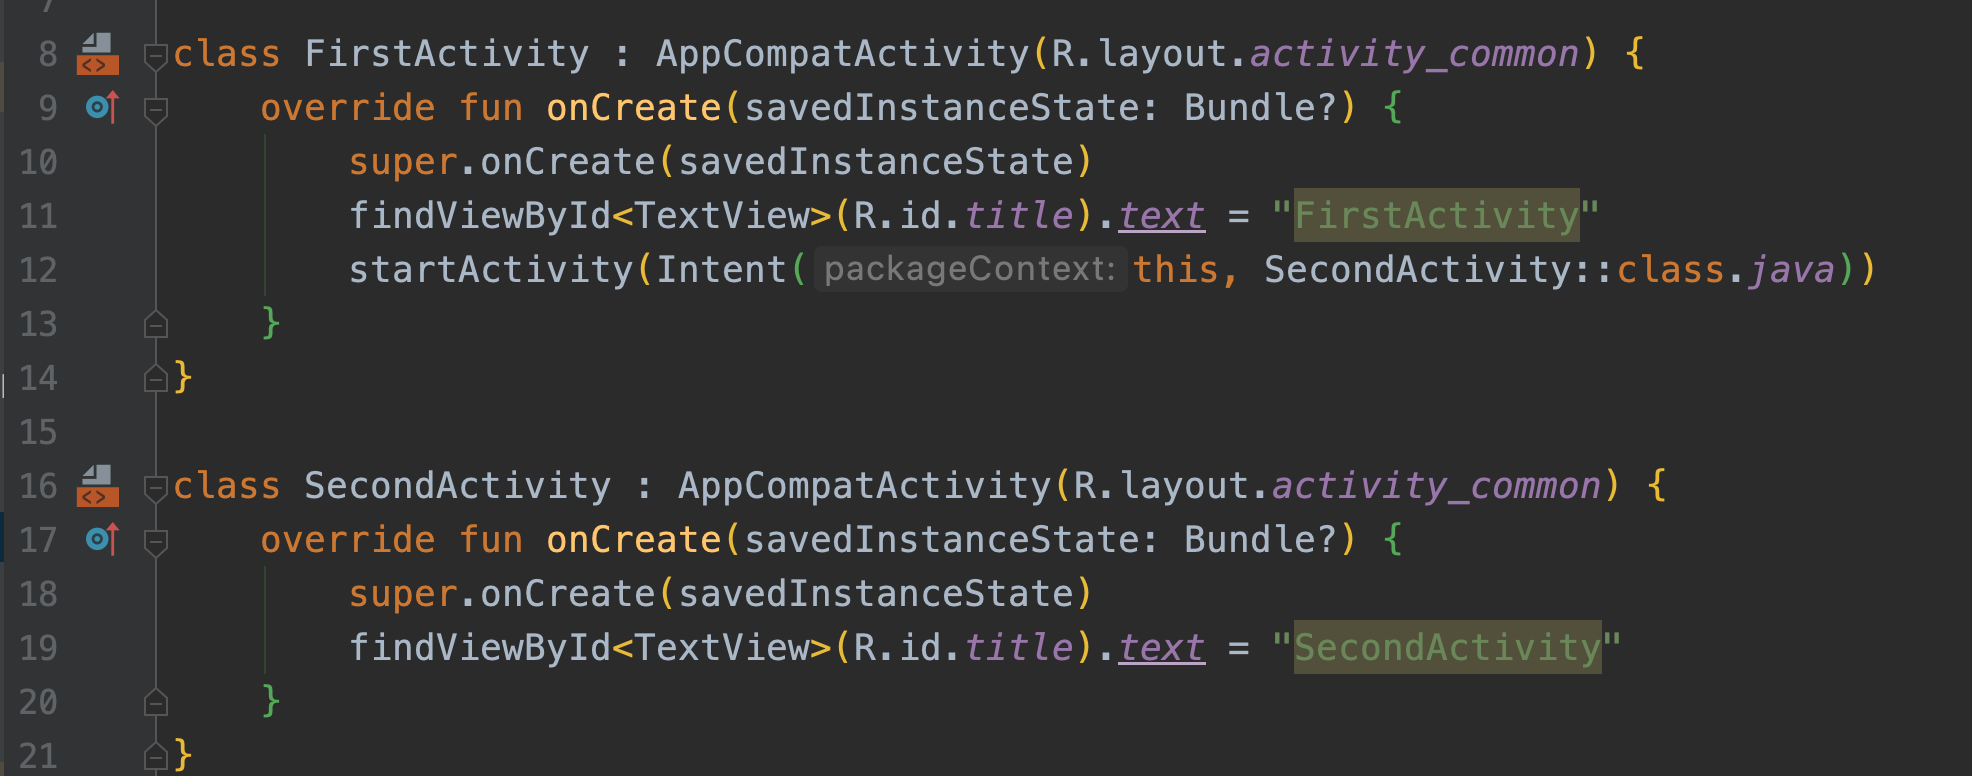 8 class FirstActivity : AppCompatActivity(R.layout.activity_common) {
9 override fun onCreate(savedInstanceState: Bundle?) {
10 super.onCreate(savedInstanceState)
11 findViewById<TextView>(R.id.title).text = "FirstActivity"
12 startActivity(Intent( packageContext: this, SecondActivity::class.java))
13 }
14 }
15
16 class SecondActivity : AppCompatActivity(R.layout.activity_common) {
17 override fun onCreate(savedInstanceState: Bundle?) {
18 super.onCreate(savedInstanceState)
19 findViewById<TextView>(R.id.title).text = "SecondActivity"
20 }
21 }